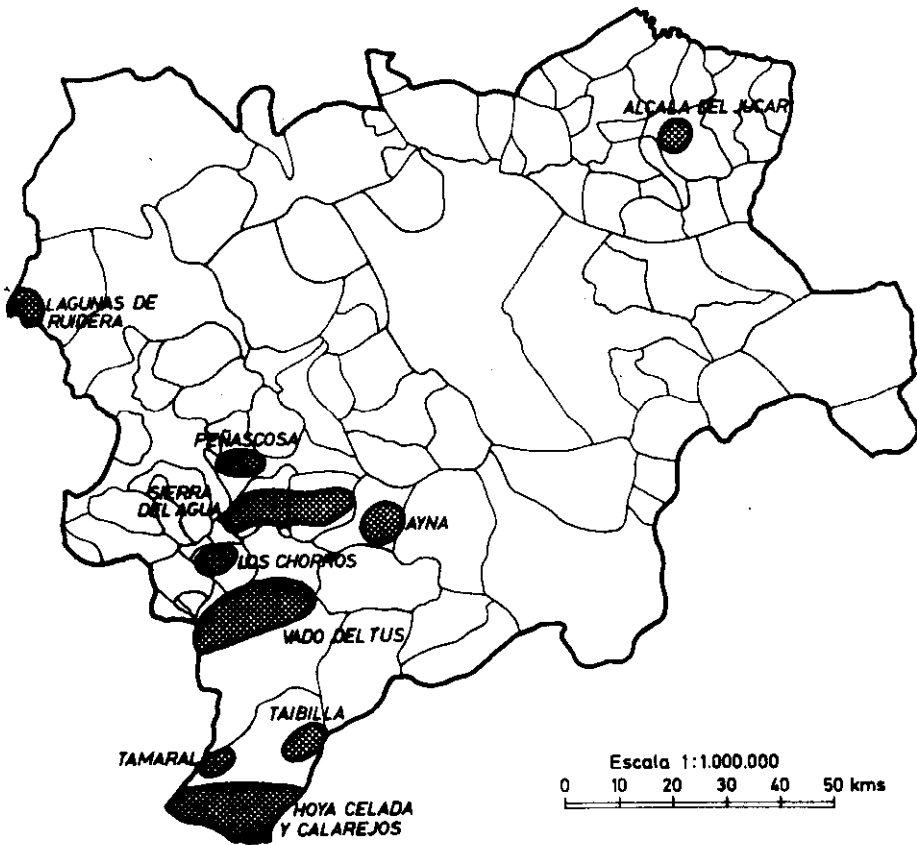 ALCALA DEL JUCAR
LAGUNAS DE
RUIDERA
PEÑASCOSA
SIERRA
DEL AGUA
AYNA
LOS CHORROS
VADO DEL TUS
TAIBILLA
TAMARAL
HOYA CELADA
Y CALAREJOS
Escala 1:1.000.000
0 10 20 30 40 50 kms